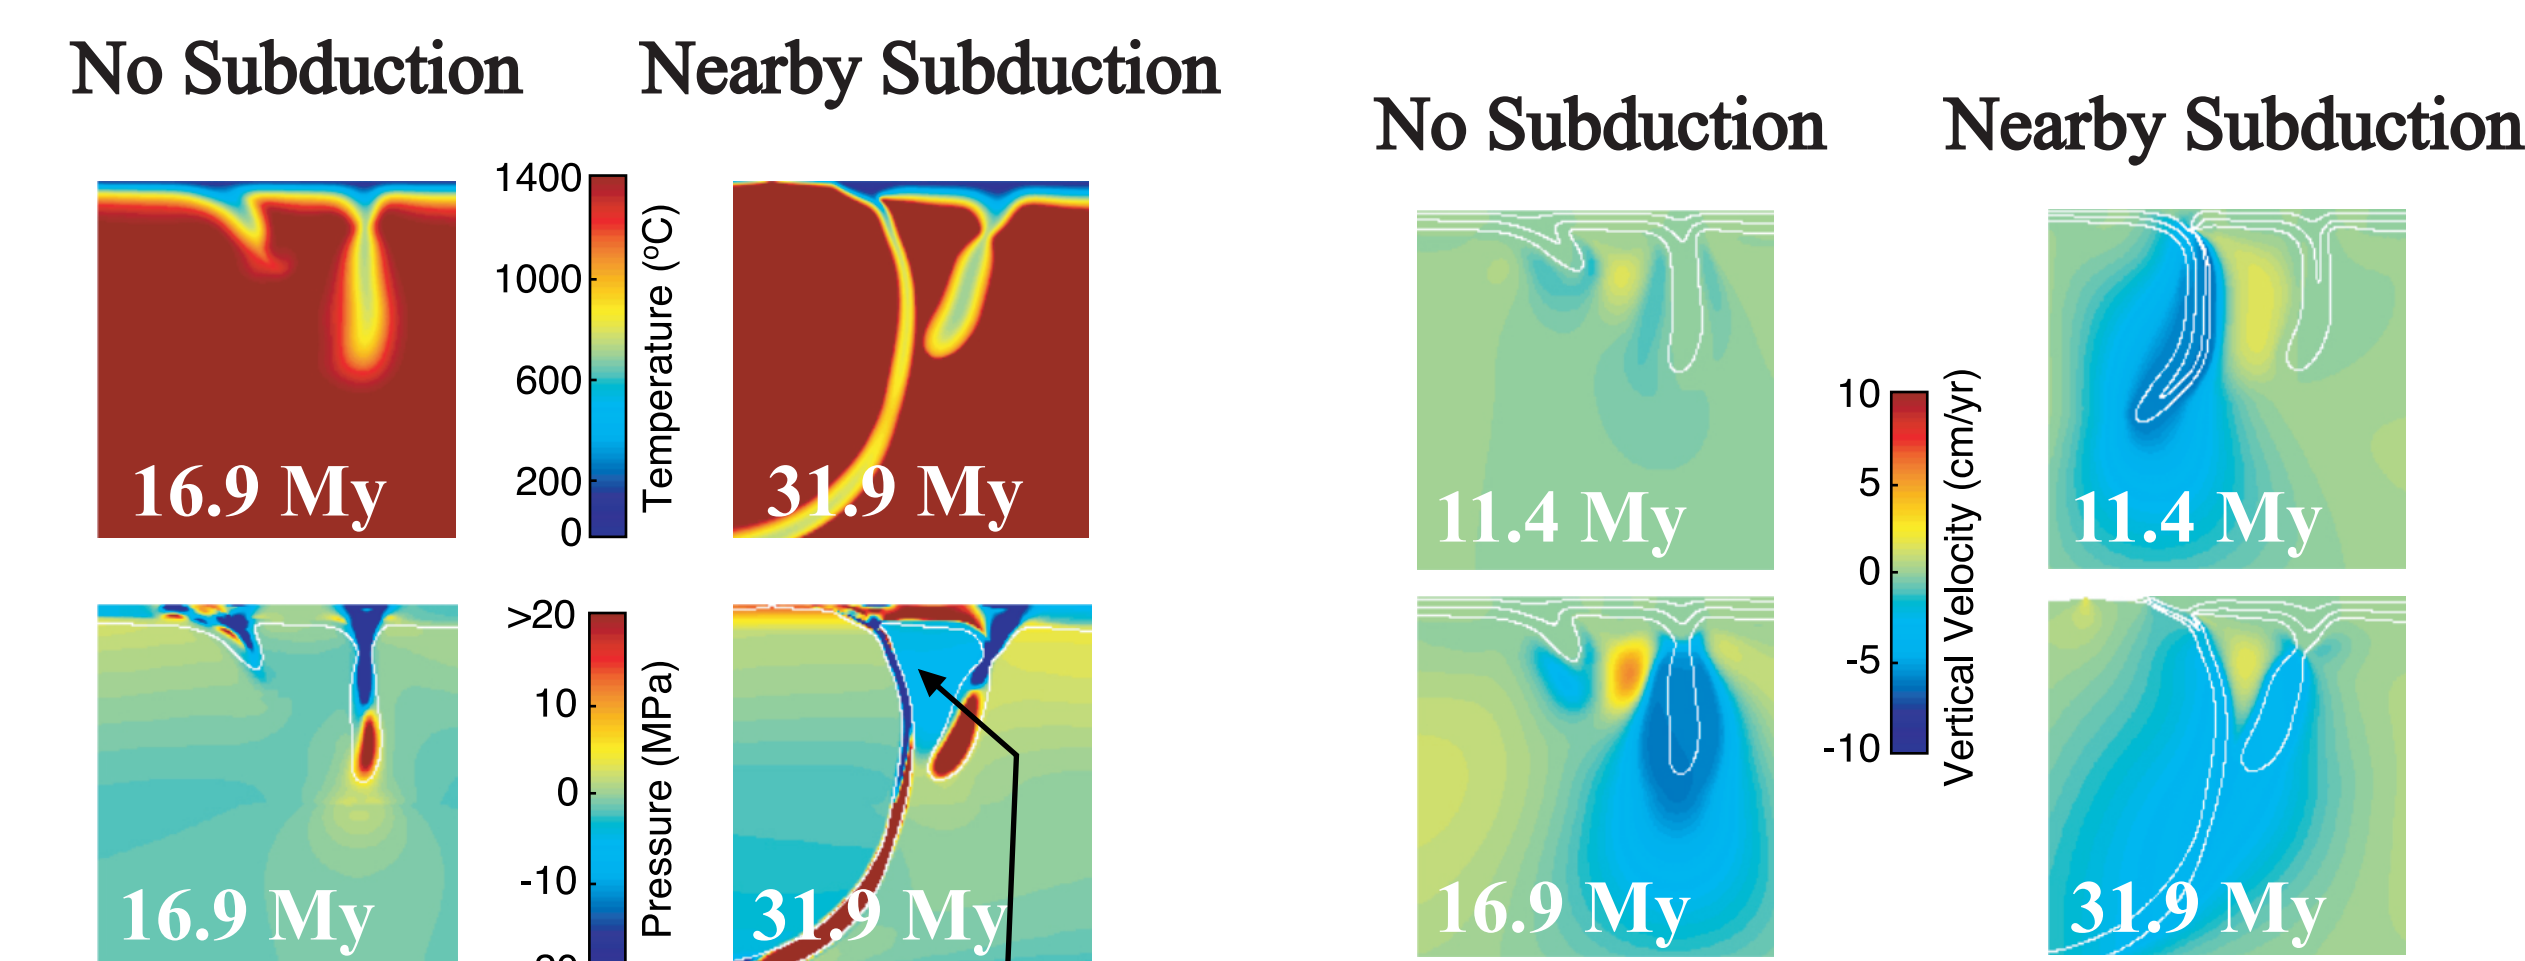 No Subduction
Nearby Subduction
No Subduction
Nearby Subduction
1400
1000
600
200
0
Temperature (ºC)
16.9 My
31.9 My
>20
10
0
-10
Pressure (MPa)
16.9 My
31.9 My
11.4 My
11.4 My
10
5
0
-5
-10
Vertical Velocity (cm/yr)
16.9 My
31.9 My